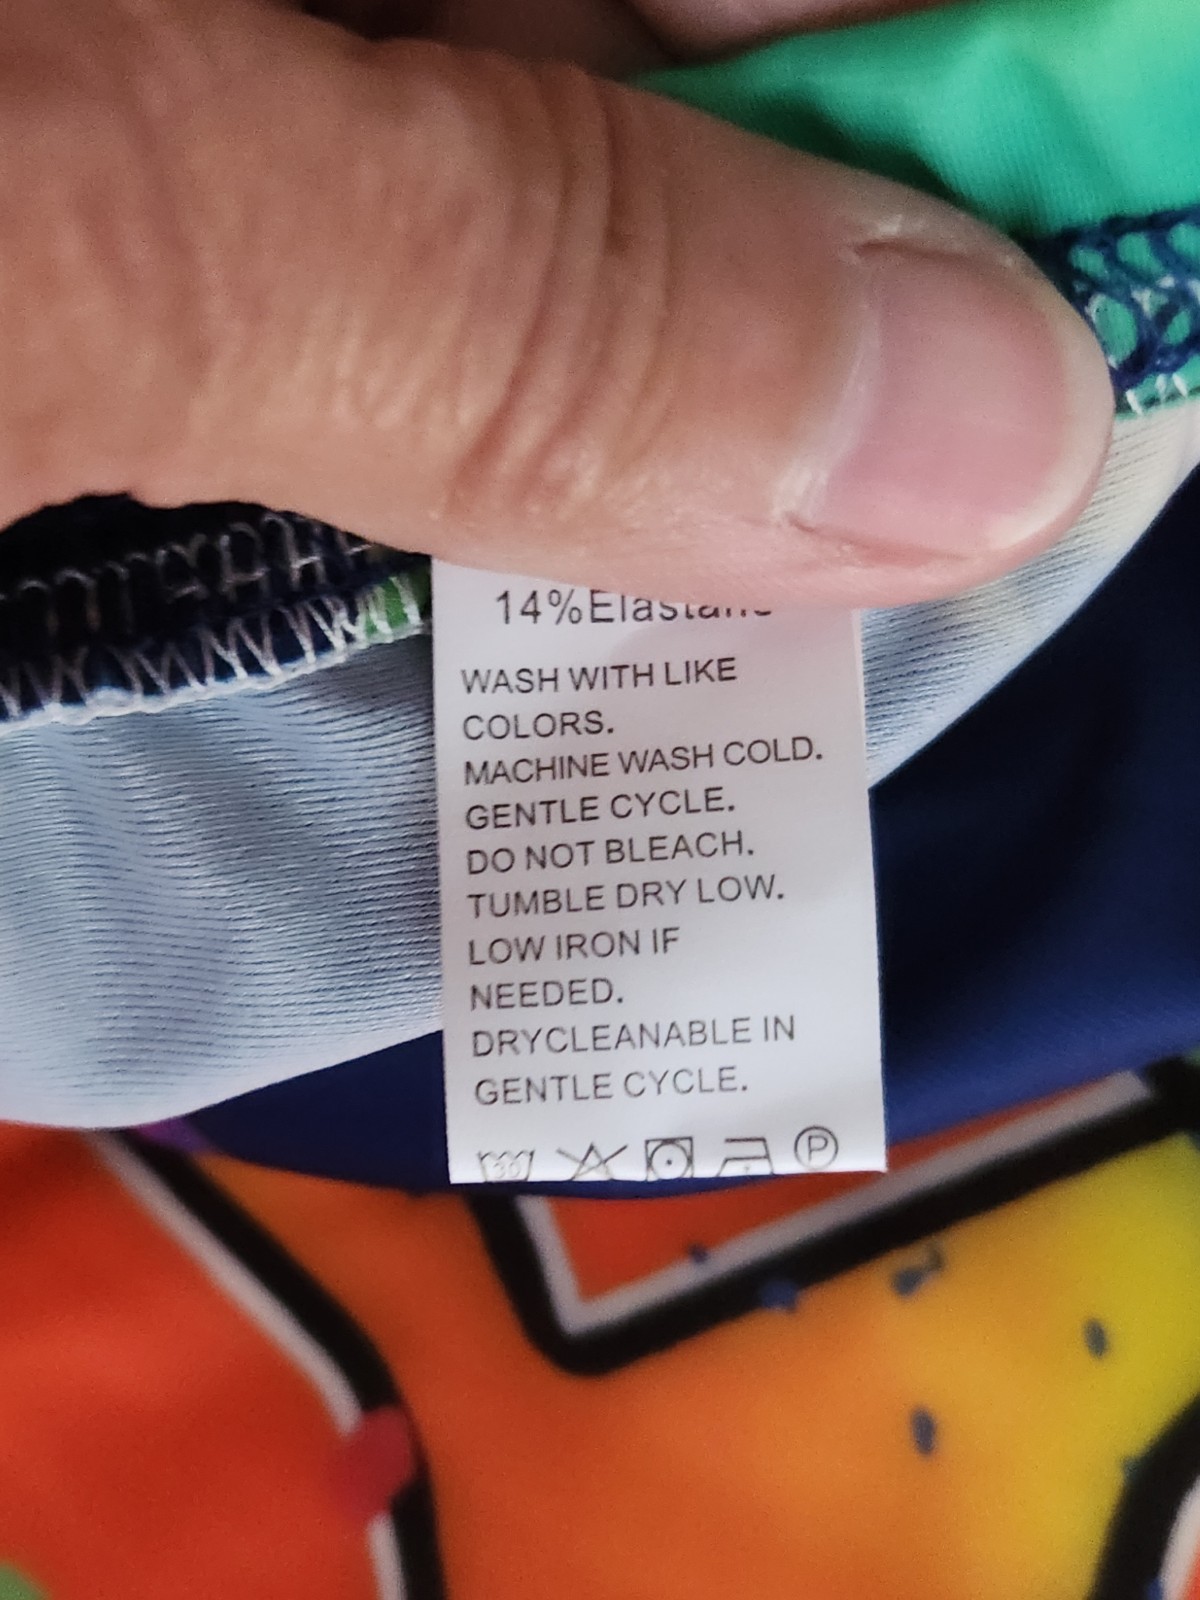 14%Elastane
WASH WITH LIKE
COLORS.
MACHINE WASH COLD.
GENTLE CYCLE.
DO NOT BLEACH.
TUMBLE DRY LOW.
LOW IRON IF
NEEDED.
DRYCLEANABLE IN
GENTLE CYCLE.
30 P